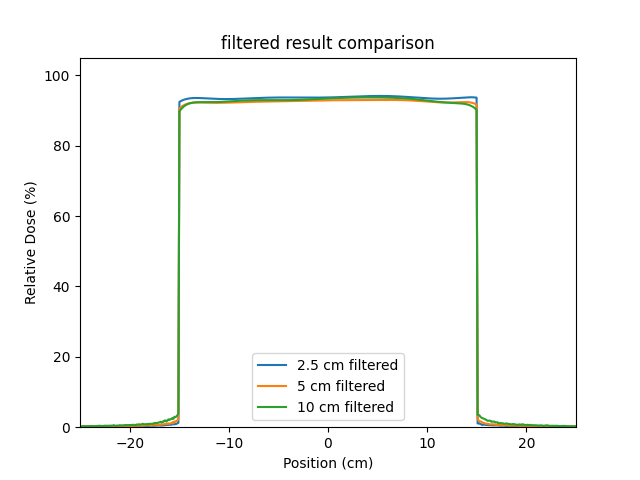 filtered result comparison
100
80
60
40
20
0
Relative Dose (%)
2.5 cm filtered
5 cm filtered
10 cm filtered
−20 −10 0 10 20
Position (cm)